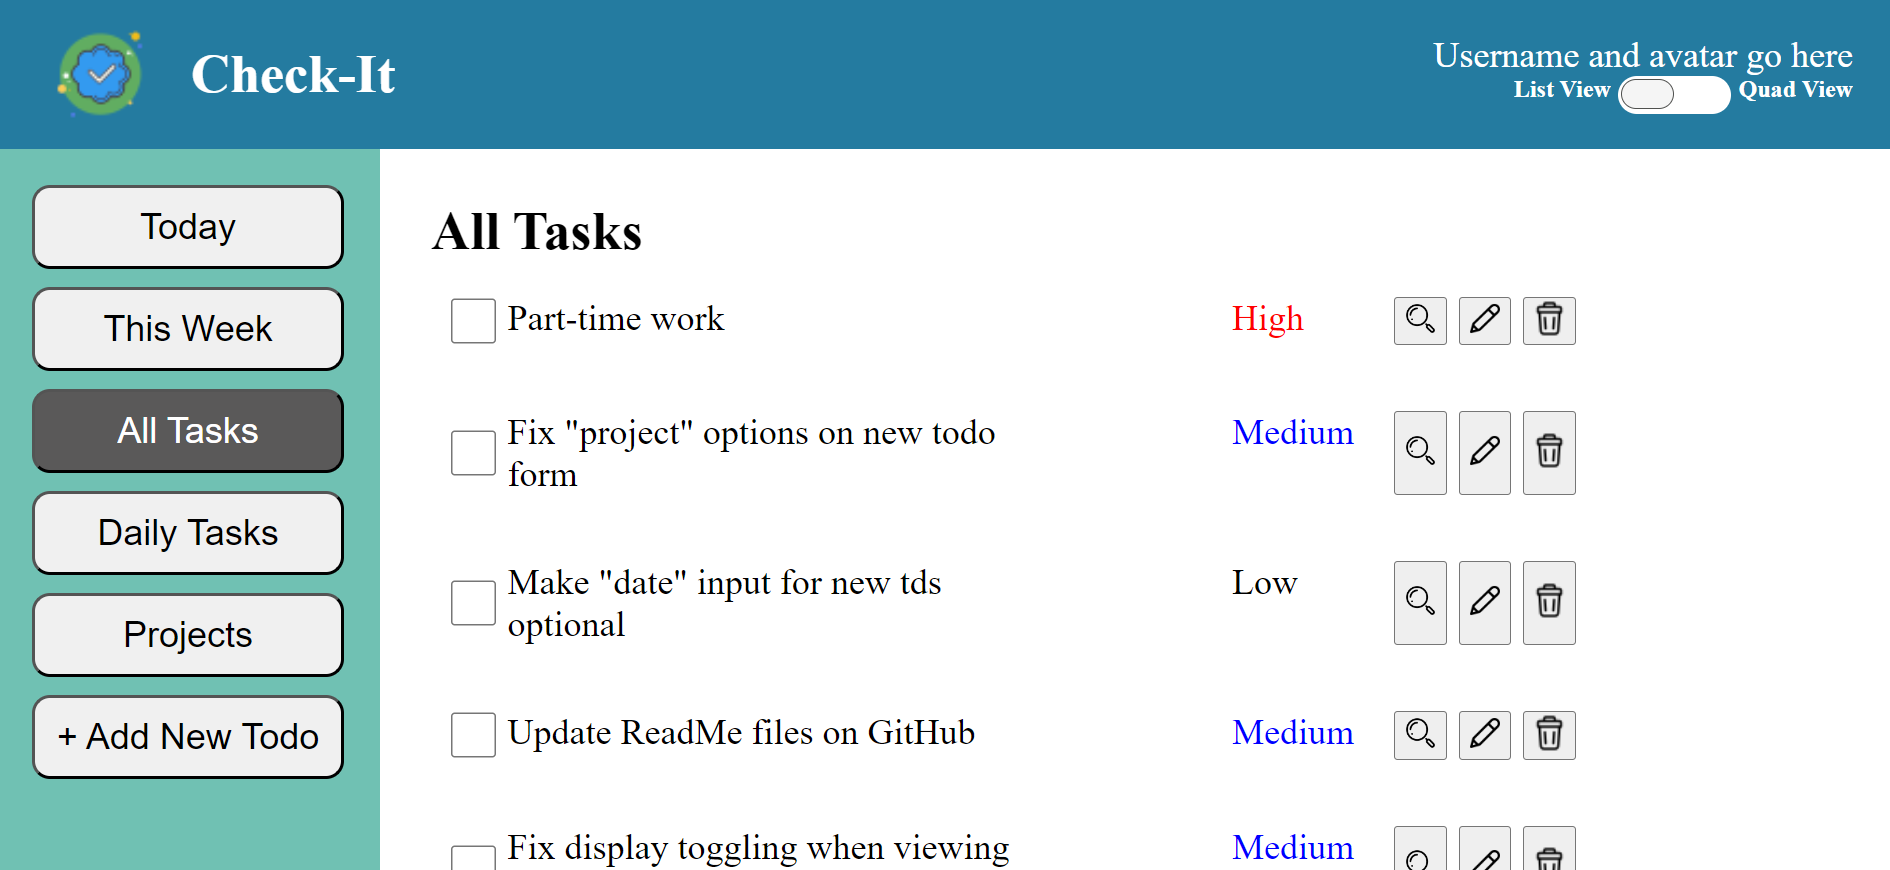 Check-It
Username and avatar go here
List View Quad View
Today
This Week
All Tasks
Daily Tasks
Projects
+ Add New Todo
All Tasks
Part-time work High
Fix "project" options on new todo Medium
form
Make "date" input for new tds Low
optional
Update ReadMe files on GitHub Medium
Fix display toggling when viewing Medium